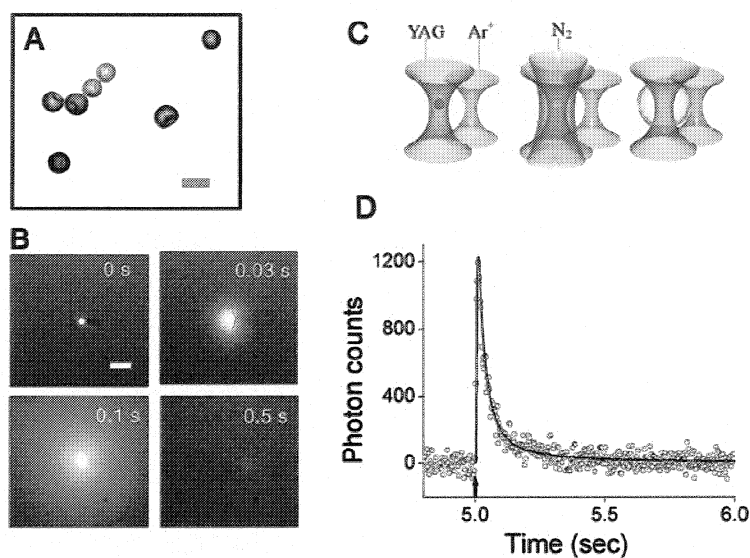 A
B
0 s
0.03 s
0.1 s
0.5 s
C
YAG Ar+ N2
D
Photon counts
1200
800
400
0
5.0 5.5 6.0
Time (sec)